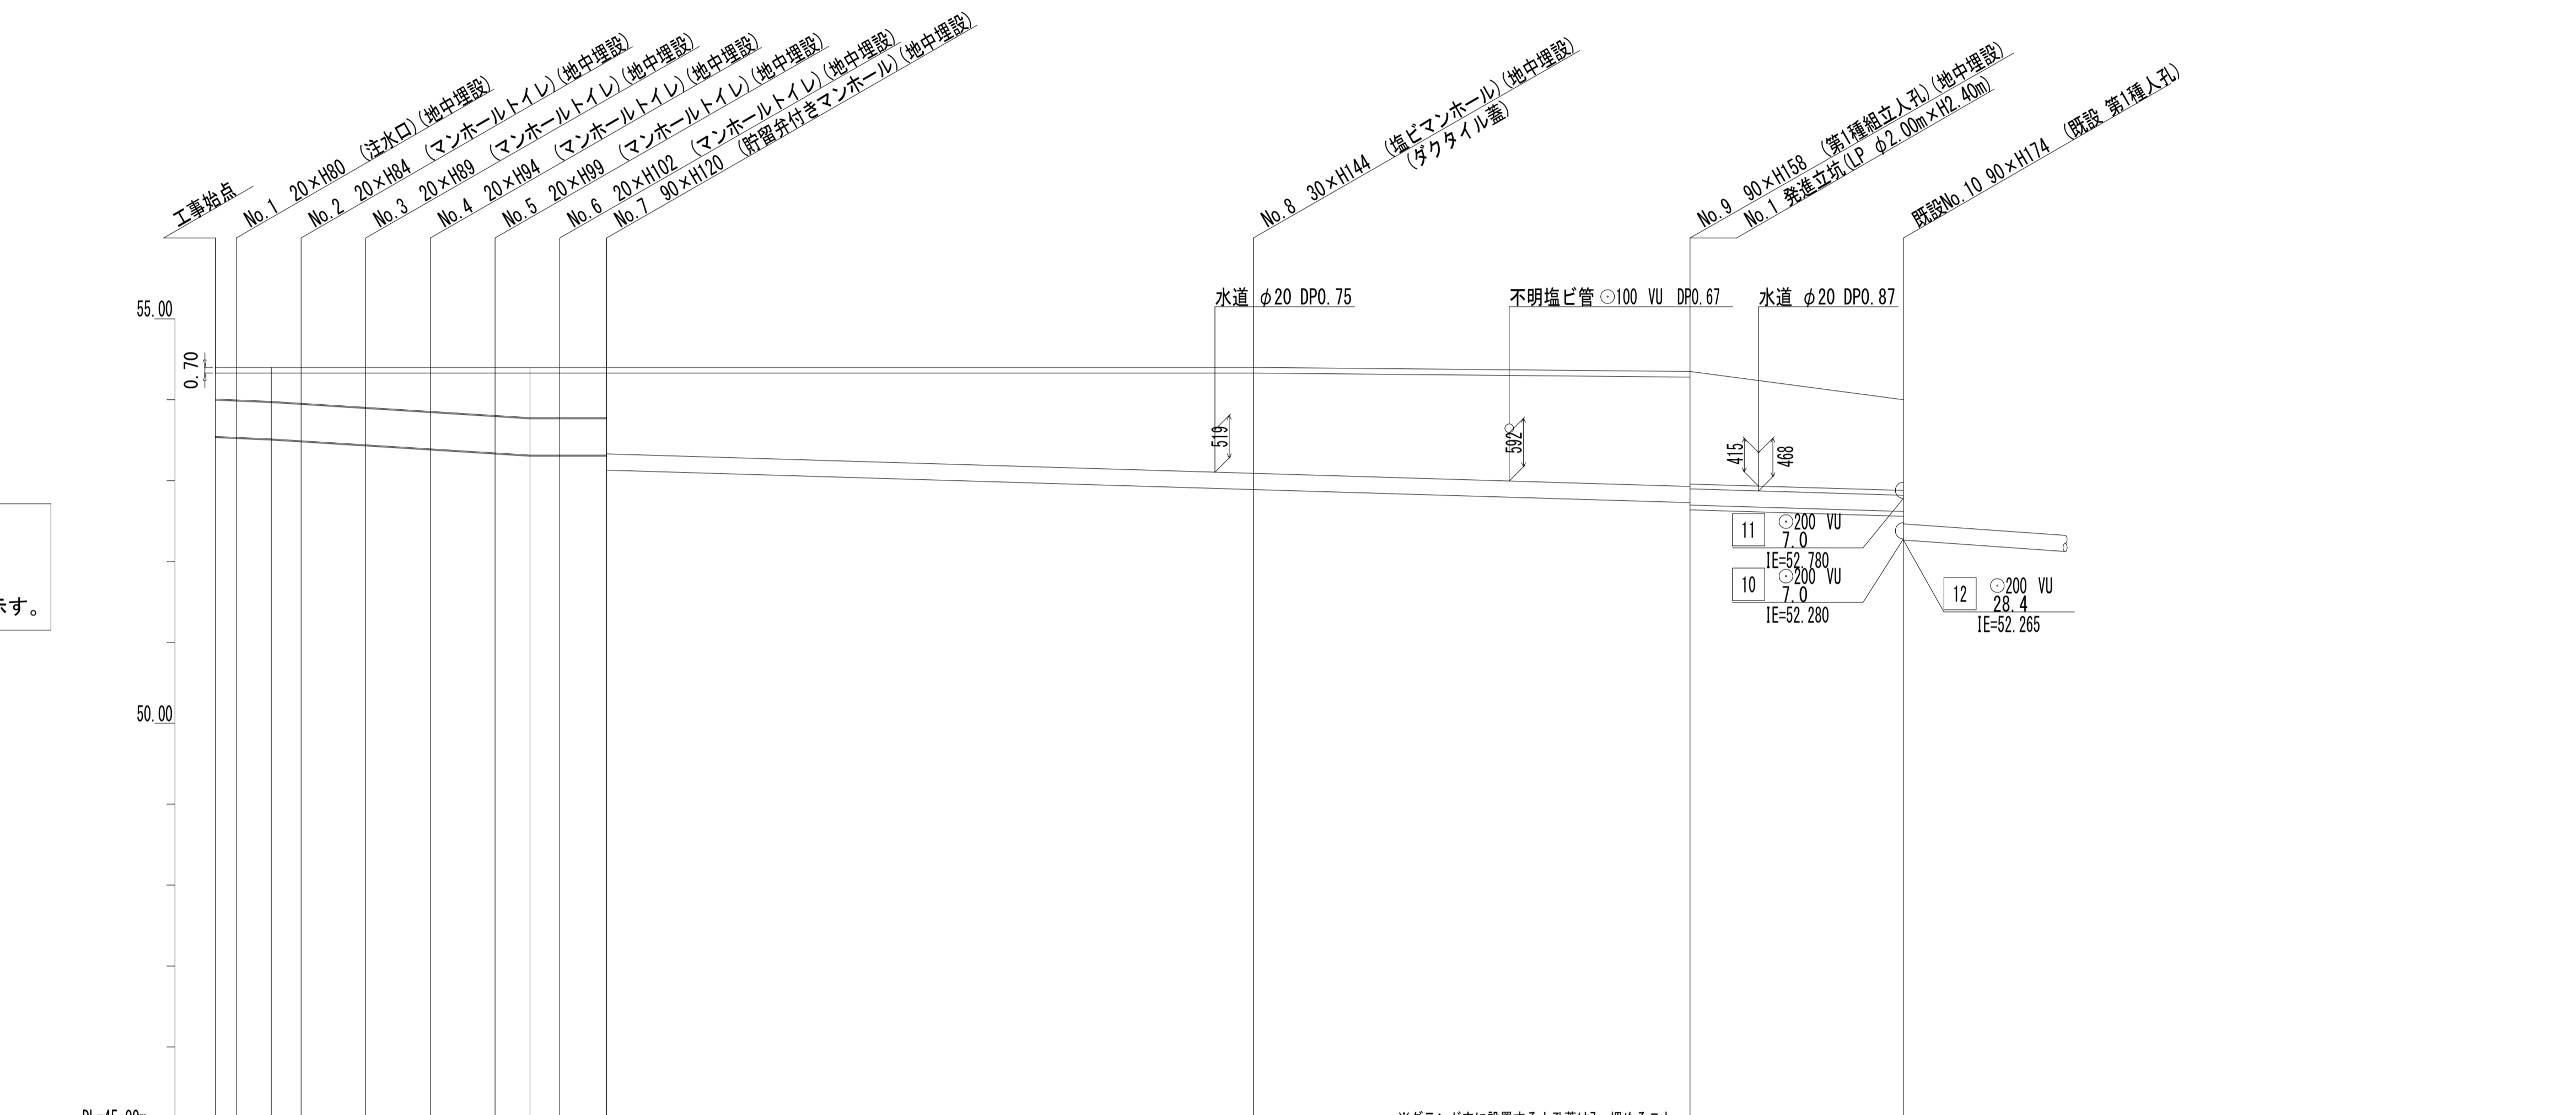 工事始点
No.1 20×H80 (注水口)(地中埋設)
No.2 20×H84 (マンホールトイレ)(地中埋設)
No.3 20×H89 (マンホールトイレ)(地中埋設)
No.4 20×H94 (マンホールトイレ)(地中埋設)
No.5 20×H99 (マンホールトイレ)(地中埋設)
No.6 20×H102 (マンホールトイレ)(地中埋設)
No.7 90×H120 (貯留弁付きマンホール)(地中埋設)
No.8 30×H144 (塩ビマンホール)(地中埋設)
(ダクタイル蓋)
No.9 90×H158 (第1種組立人孔)(地中埋設)
No.1 発進立坑(LP φ2.00m×H2.40m)
既設No.10 90×H174 (既設 第1種人孔)
55.00
水道 φ20 DP0.75
不明塩ビ管 ⊙100 VU DP0.67
水道 φ20 DP0.87
0.70
519
592
415
468
11 ⊙200 VU
7.0
IE=52.780
10 ⊙200 VU
7.0
IE=52.280
12 ⊙200 VU
28.4
IE=52.265
示す。
50.00